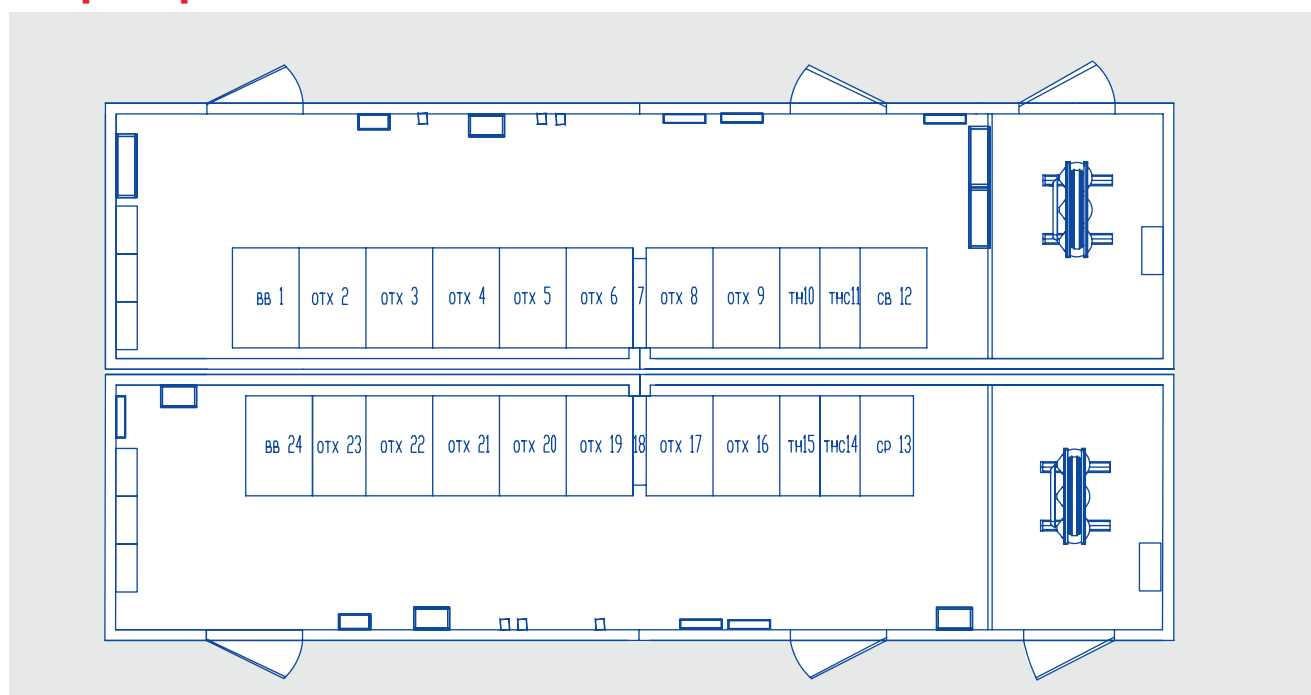 вв 1 отх 2 отх 3 отх 4 отх 5 отх 6 7 отх 8 отх 9 тн10 тнс11 св 12
вв 24 отх 23 отх 22 отх 21 отх 20 отх 19 18 отх 17 отх 16 тн15 тнс14 ср 13